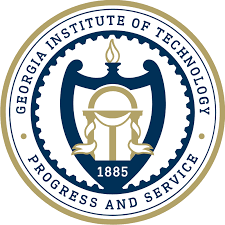 GEORGIA INSTITUTE OF TECHNOLOGY
1885
· PROGRESS AND SERVICE ·